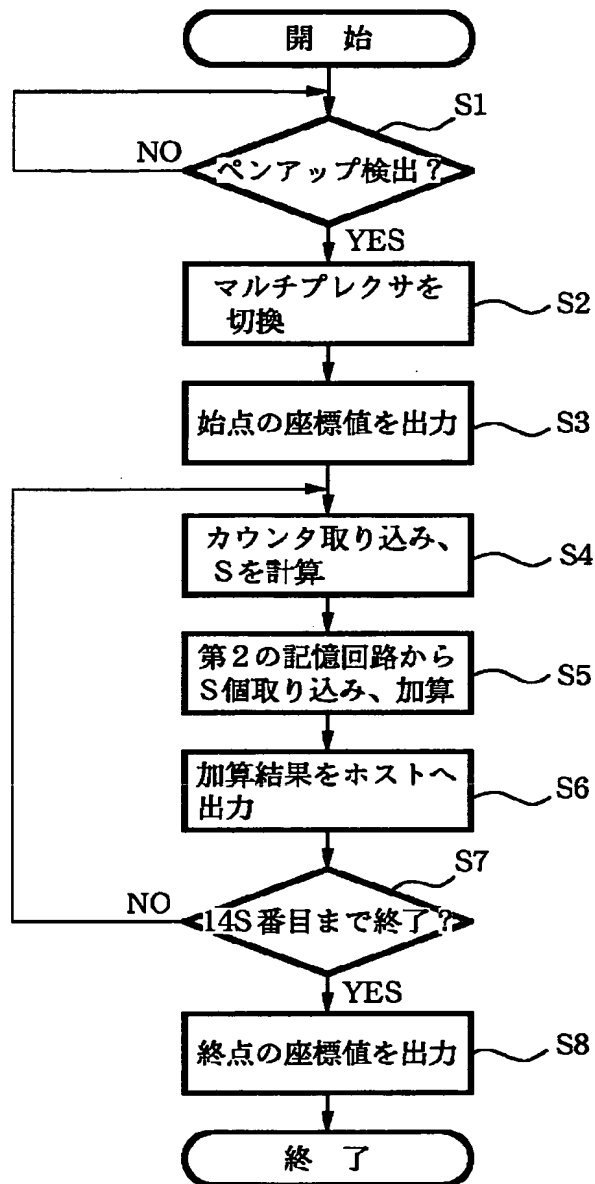 開 始
S1
NO
ペンアップ検出?
YES
マルチプレクサを
切換
S2
始点の座標値を出力
S3
カウンタ取り込み、
Sを計算
S4
第2の記憶回路から
S個取り込み、加算
S5
加算結果をホストへ
出力
S6
S7
NO
14S番目まで終了?
YES
終点の座標値を出力
S8
終 了